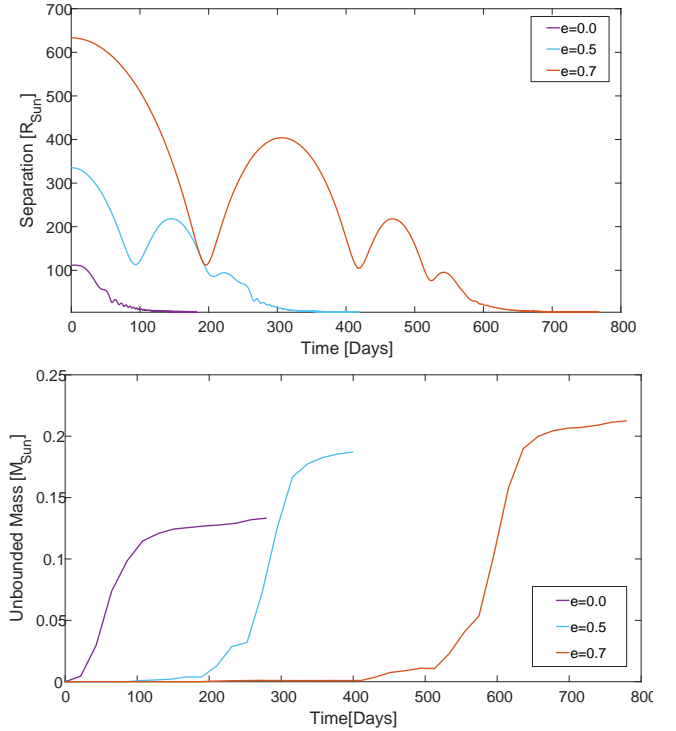 700
600
500
400
300
200
100
Separation [R_Sun]
e=0.0
e=0.5
e=0.7
0 100 200 300 400 500 600 700 800
Time [Days]
0.25
0.2
0.15
0.1
0.05
0
Unbounded Mass [M_Sun]
e=0.0
e=0.5
e=0.7
0 100 200 300 400 500 600 700 800
Time[Days]